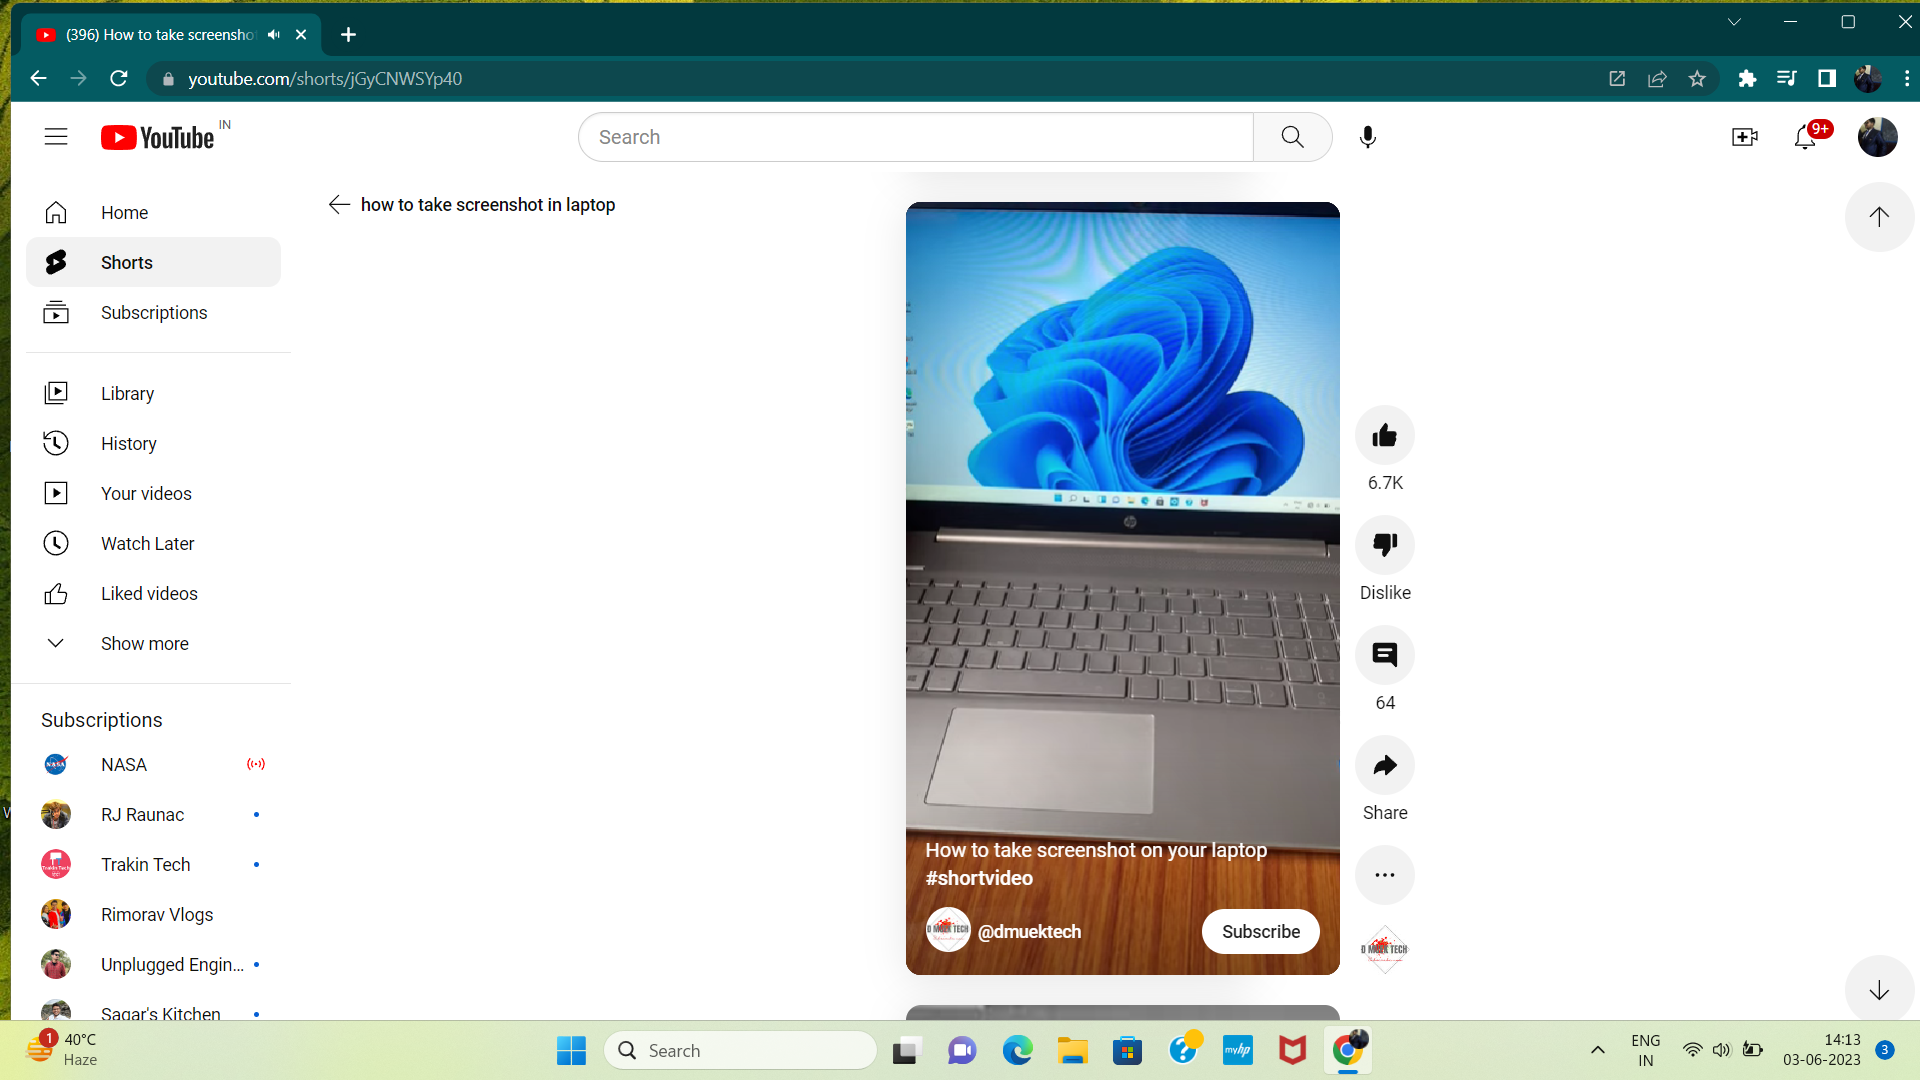 (396) How to take screensho
youtube.com/shorts/jGyCNWSYp40
YouTube IN
Search
9+
Home
Shorts
Subscriptions
Library
History
Your videos
Watch Later
Liked videos
Show more
Subscriptions
NASA
RJ Raunac
Trakin Tech
Rimorav Vlogs
Unplugged Engin...
Sagar's Kitchen
how to take screenshot in laptop
How to take screenshot on your laptop
#shortvideo
@dmuektech
Subscribe
6.7K
Dislike
64
Share
1
40°C
Haze
Search
myhp
ENG
IN
14:13
03-06-2023
3